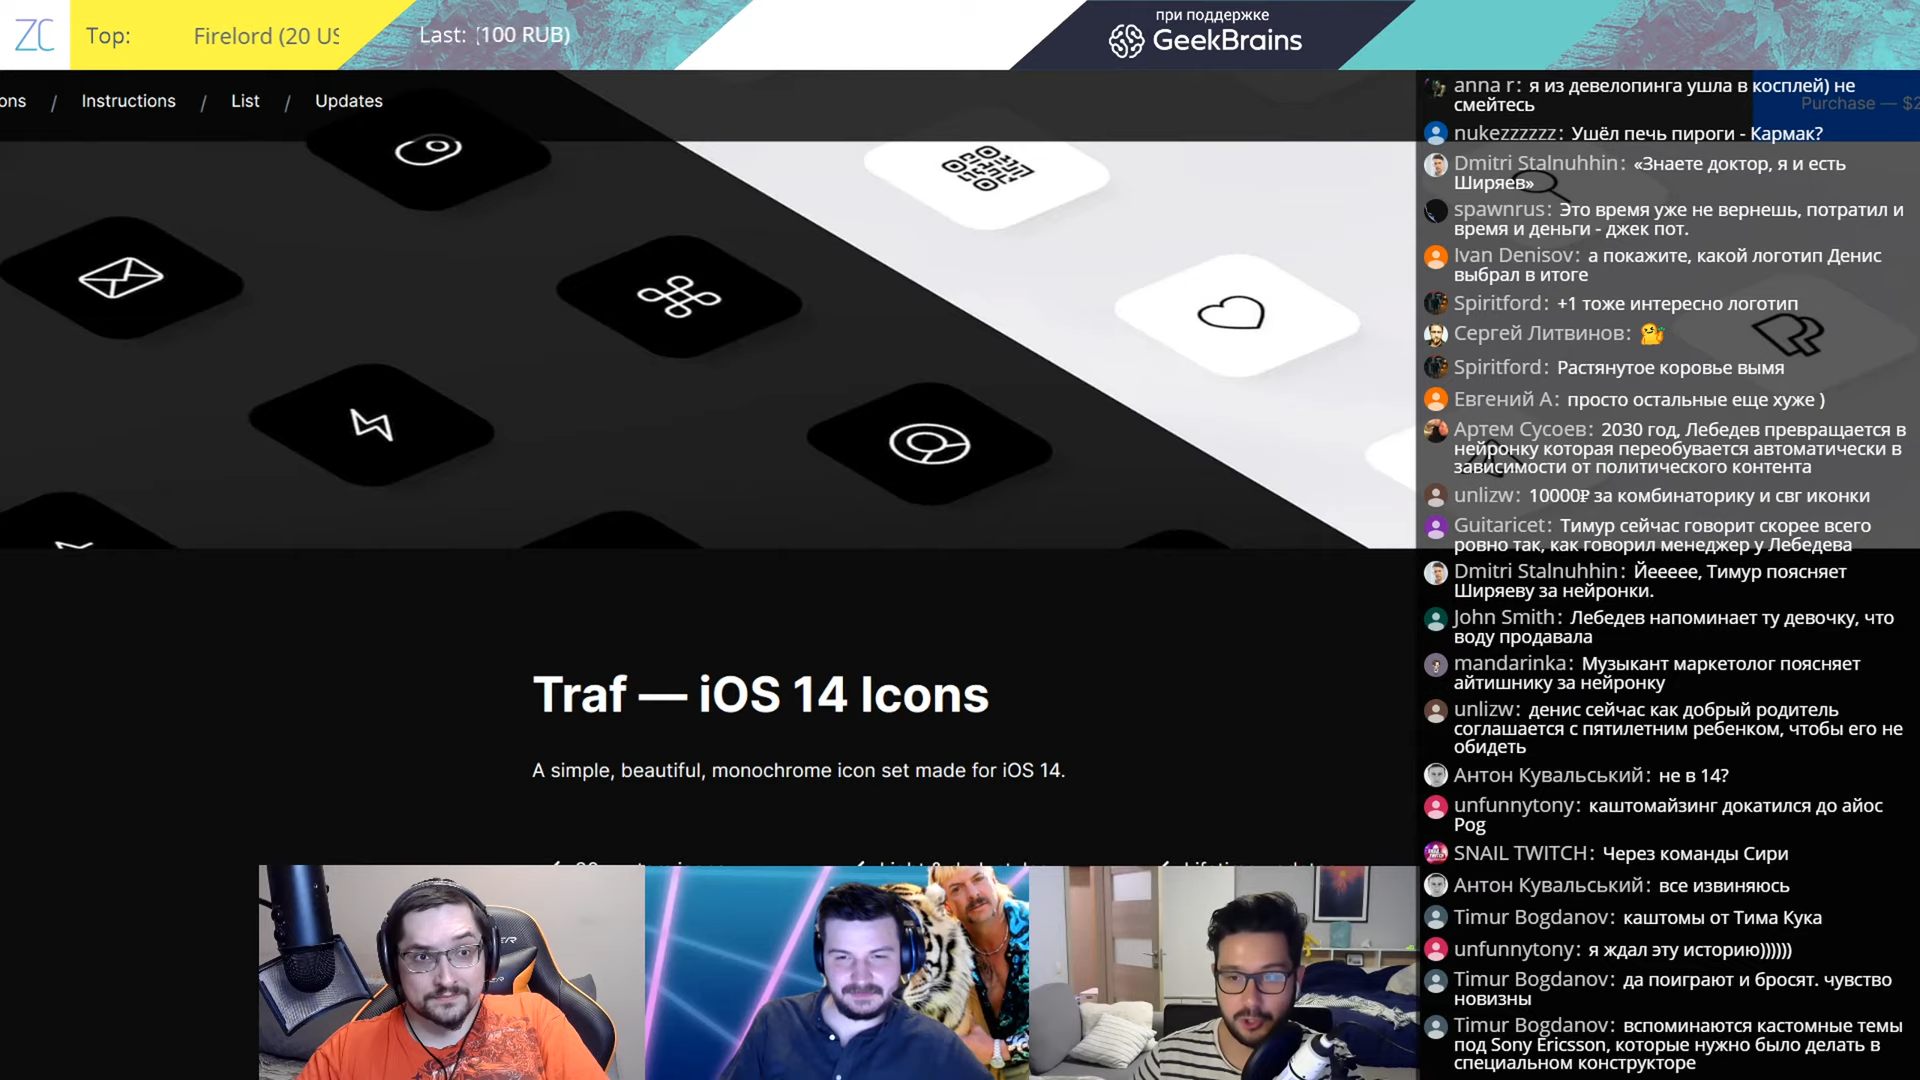 ZC
Top:
Firelord (20 US
Last:
(100 RUB)
при поддержке
GeekBrains
ons / Instructions / List / Updates
Purchase — $2
Traf — iOS 14 Icons
A simple, beautiful, monochrome icon set made for iOS 14.
anna r: я из девелопинга ушла в косплей) не
смейтесь
nukezzzzzz: Ушёл печь пироги - Кармак?
Dmitri Stalnuhhin: «Знаете доктор, я и есть
Ширяев»
spawnrus: Это время уже не вернешь, потратил и
время и деньги - джек пот.
Ivan Denisov: а покажите, какой логотип Денис
выбрал в итоге
Spiritford: +1 тоже интересно логотип
Сергей Литвинов:
Spiritford: Растянутое коровье вымя
Евгений А: просто остальные еще хуже )
Артем Сусоев: 2030 год, Лебедев превращается в
нейронку которая переобувается автоматически в
зависимости от политического контента
unlizw: 10000₽ за комбинаторику и свг иконки
Guitaricet: Тимур сейчас говорит скорее всего
ровно так, как говорил менеджер у Лебедева
Dmitri Stalnuhhin: Йеееее, Тимур поясняет
Ширяеву за нейронки.
John Smith: Лебедев напоминает ту девочку, что
воду продавала
mandarinka: Музыкант маркетолог поясняет
айтишнику за нейронку
unlizw: денис сейчас как добрый родитель
соглашается с пятилетним ребенком, чтобы его не
обидеть
Антон Кувальський: не в 14?
unfunnytony: каштомайзинг докатился до айос
Pog
SNAIL TWITCH: Через команды Сири
Антон Кувальський: все извиняюсь
Timur Bogdanov: каштомы от Тима Кука
unfunnytony: я ждал эту историю))))))
Timur Bogdanov: да поиграют и бросят. чувство
новизны
Timur Bogdanov: вспоминаются кастомные темы
под Sony Ericsson, которые нужно было делать в
специальном конструкторе